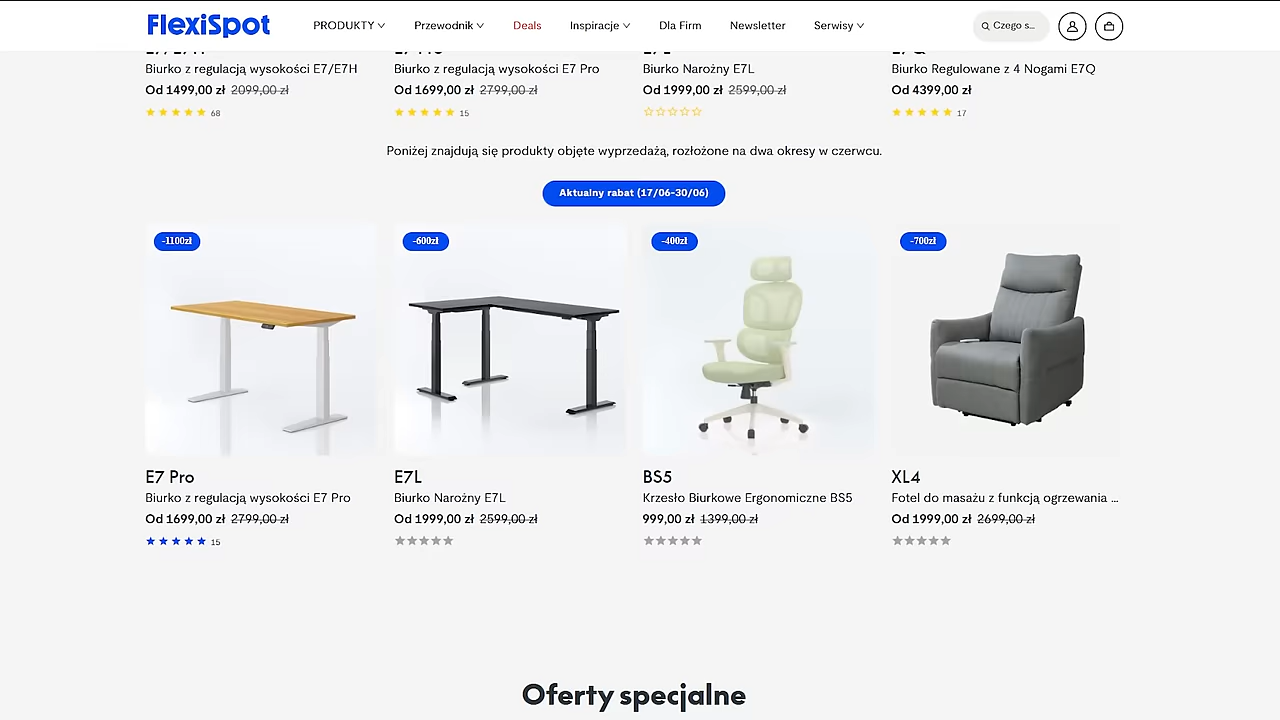 FlexiSpot
PRODUKTY
Przewodnik
Deals
Inspiracje
Dla Firm
Newsletter
Serwisy
Czego s...
Biurko z regulacją wysokości E7/E7H
Od 1499,00 zł 2099,00 zł
68
Biurko z regulacją wysokości E7 Pro
Od 1699,00 zł 2799,00 zł
15
Biurko Narożny E7L
Od 1999,00 zł 2599,00 zł
Biurko Regulowane z 4 Nogami E7Q
Od 4399,00 zł
17
Poniżej znajdują się produkty objęte wyprzedażą, rozłożone na dwa okresy w czerwcu.
Aktualny rabat (17/06-30/06)
-1100zł
E7 Pro
Biurko z regulacją wysokości E7 Pro
Od 1699,00 zł 2799,00 zł
15
-600zł
E7L
Biurko Narożny E7L
Od 1999,00 zł 2599,00 zł
-400zł
BS5
Krzesło Biurkowe Ergonomiczne BS5
999,00 zł 1399,00 zł
-700zł
XL4
Fotel do masażu z funkcją ogrzewania ...
Od 1999,00 zł 2699,00 zł
Oferty specjalne